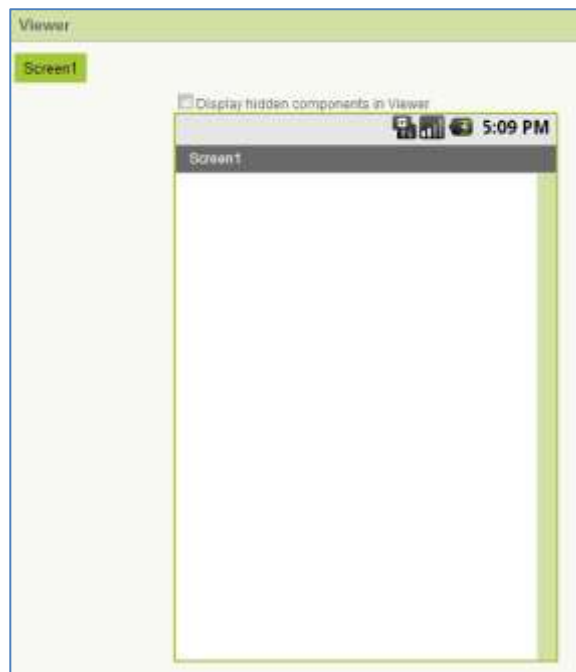 Viewer
Screen1
Display hidden components in Viewer
5:09 PM
Screen1